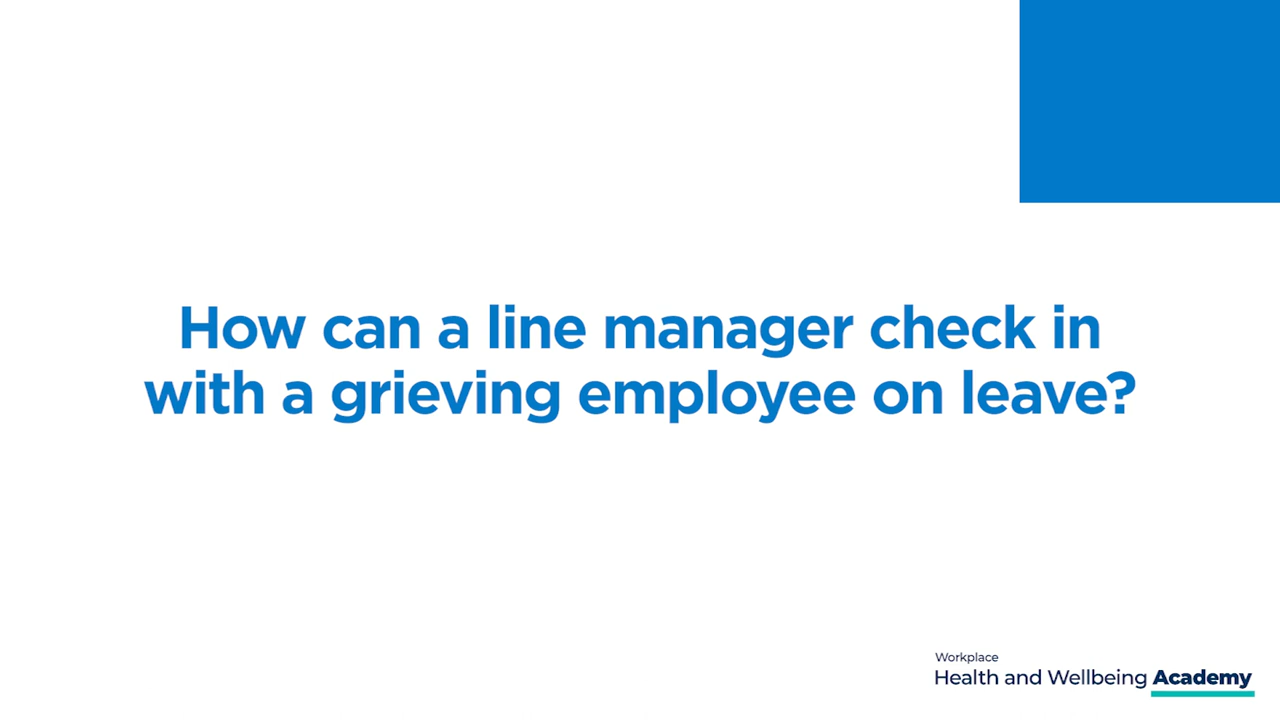 How can a line manager check in
with a grieving employee on leave?
Workplace
Health and Wellbeing Academy